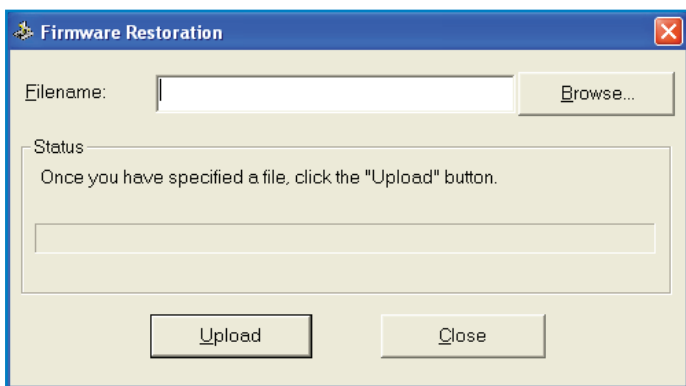 Firmware Restoration
Filename:
Browse...
Status
Once you have specified a file, click the "Upload" button.
Upload
Close